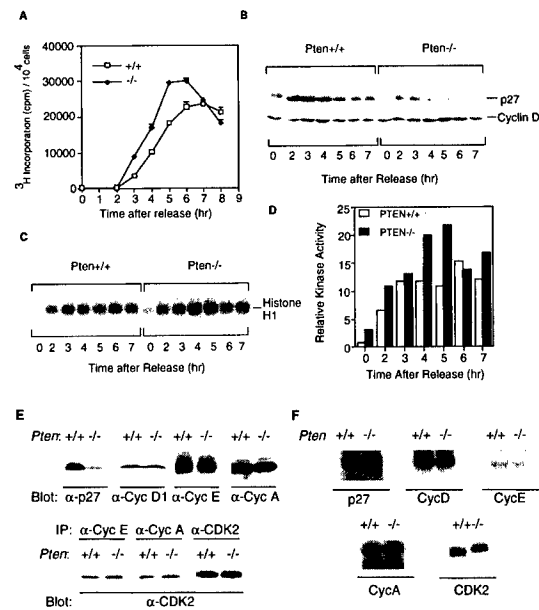 A
³H Incorporation (cpm) / 10⁴ cells
50000
40000
30000
20000
10000
0
+/+
-/-
0 1 2 3 4 5 6 7 8 9
Time after release (hr)
B
Pten+/+ Pten-/-
p27
Cyclin D
0 2 3 4 5 6 7 0 2 3 4 5 6 7
Time After Release (hr)
C
Pten+/+ Pten-/-
Histone
H1
0 2 3 4 5 6 7 0 2 3 4 5 6 7
Time After Release (hr)
D
Relative Kinase Activity
25
20
15
10
5
0
PTEN+/+
PTEN-/-
0 2 3 4 5 6 7
Time After Release (hr)
E
Pten: +/+ -/- +/+ -/- +/+ -/- +/+ -/-
Blot: α-p27 α-Cyc D1 α-Cyc E α-Cyc A
IP: α-Cyc E α-Cyc A α-CDK2
Pten: +/+ -/- +/+ -/- +/+ -/-
Blot: α-CDK2
F
Pten +/+ -/- +/+ -/- +/+ -/-
p27 CycD CycE
+/+ -/- +/+ -/-
CycA CDK2